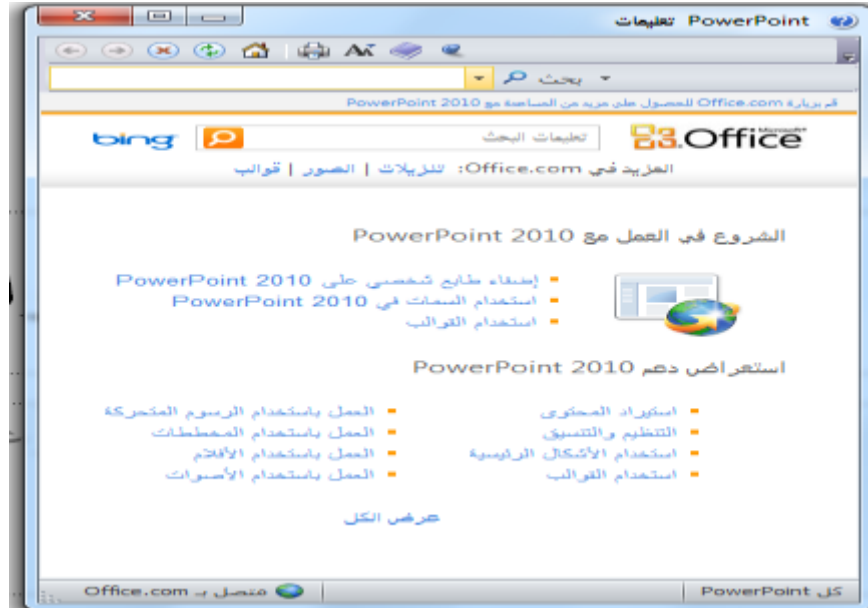 تعليمات PowerPoint
بحث
قم بزيارة Office.com للحصول على مزيد من المساعدة مع PowerPoint 2010
Microsoft® Office
تعليمات البحث
bing
المزيد في Office.com: تنزيلات | الصور | قوالب
الشروع في العمل مع PowerPoint 2010
إضفاء طابع شخصي على PowerPoint 2010
استخدام السمات في PowerPoint 2010
استخدام القوالب
استعراض دعم PowerPoint 2010
استيراد المحتوى
التنظيم والتنسيق
استخدام الأشكال الرئيسية
استخدام القوالب
العمل باستخدام الرسوم المتحركة
العمل باستخدام المخططات
العمل باستخدام الأفلام
العمل باستخدام الأصوات
عرض الكل
كل PowerPoint
متصل بـ Office.com